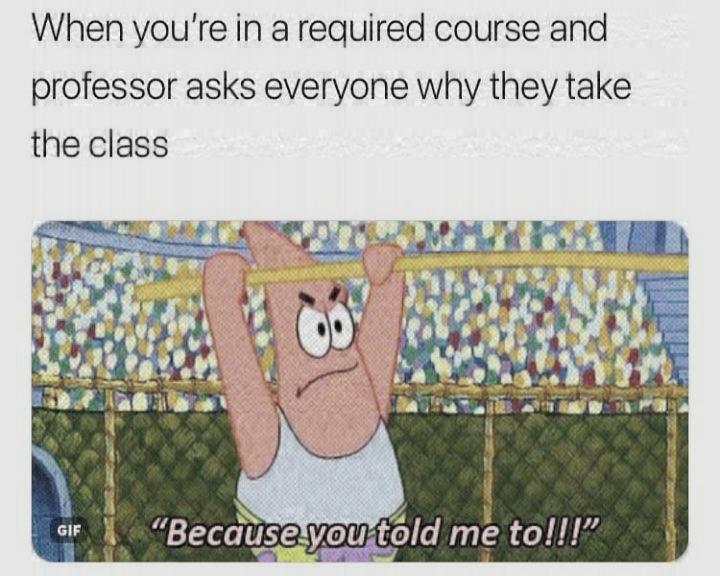 When you're in a required course and
professor asks everyone why they take
the class
GIF
“Because you told me to!!!”